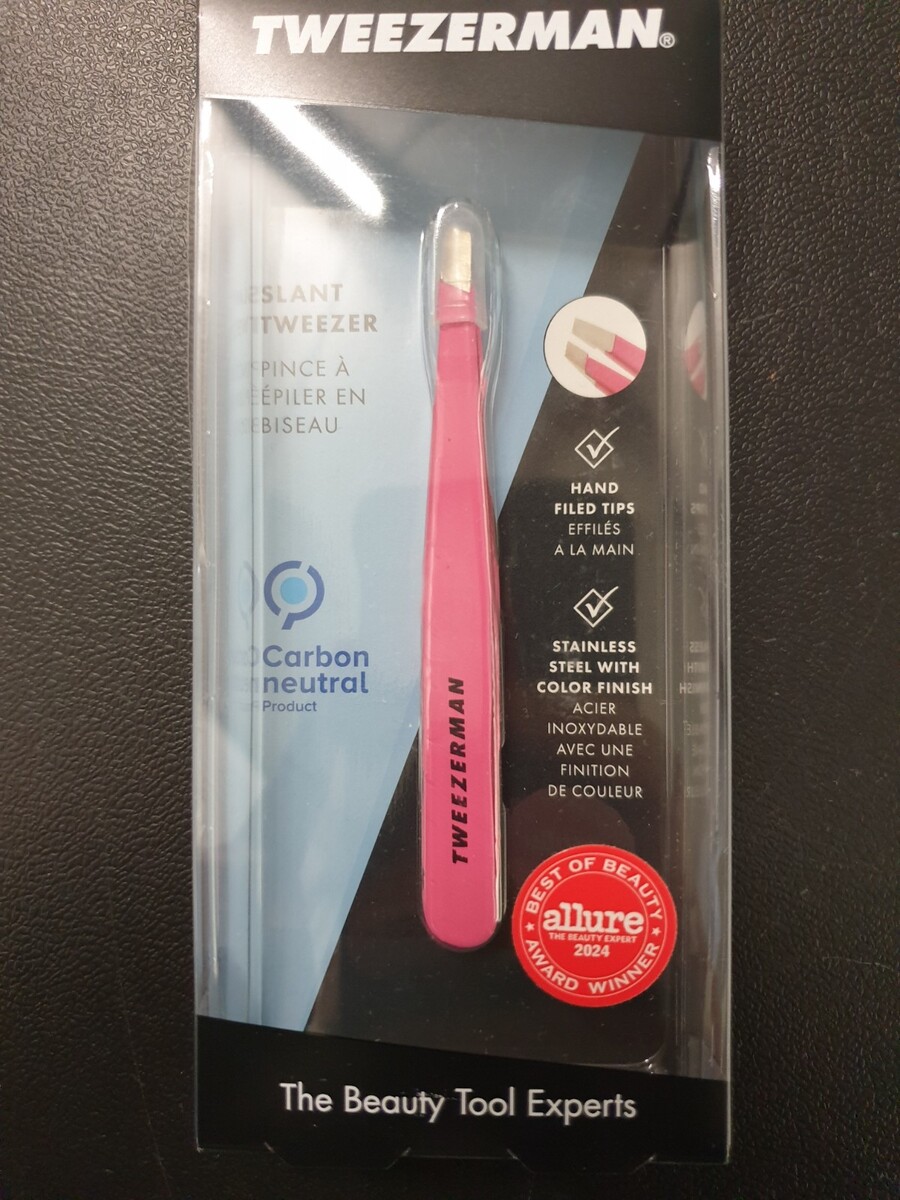 TWEEZERMAN®
SLANT
TWEEZER
PINCE À
ÉPILER EN
BISEAU
Carbon
neutral
Product
TWEEZERMAN
HAND
FILED TIPS
EFFILÉS
À LA MAIN
STAINLESS
STEEL WITH
COLOR FINISH
ACIER
INOXYDABLE
AVEC UNE
FINITION
DE COULEUR
BEST OF BEAUTY
allure
THE BEAUTY EXPERT
2024
AWARD WINNER
The Beauty Tool Experts